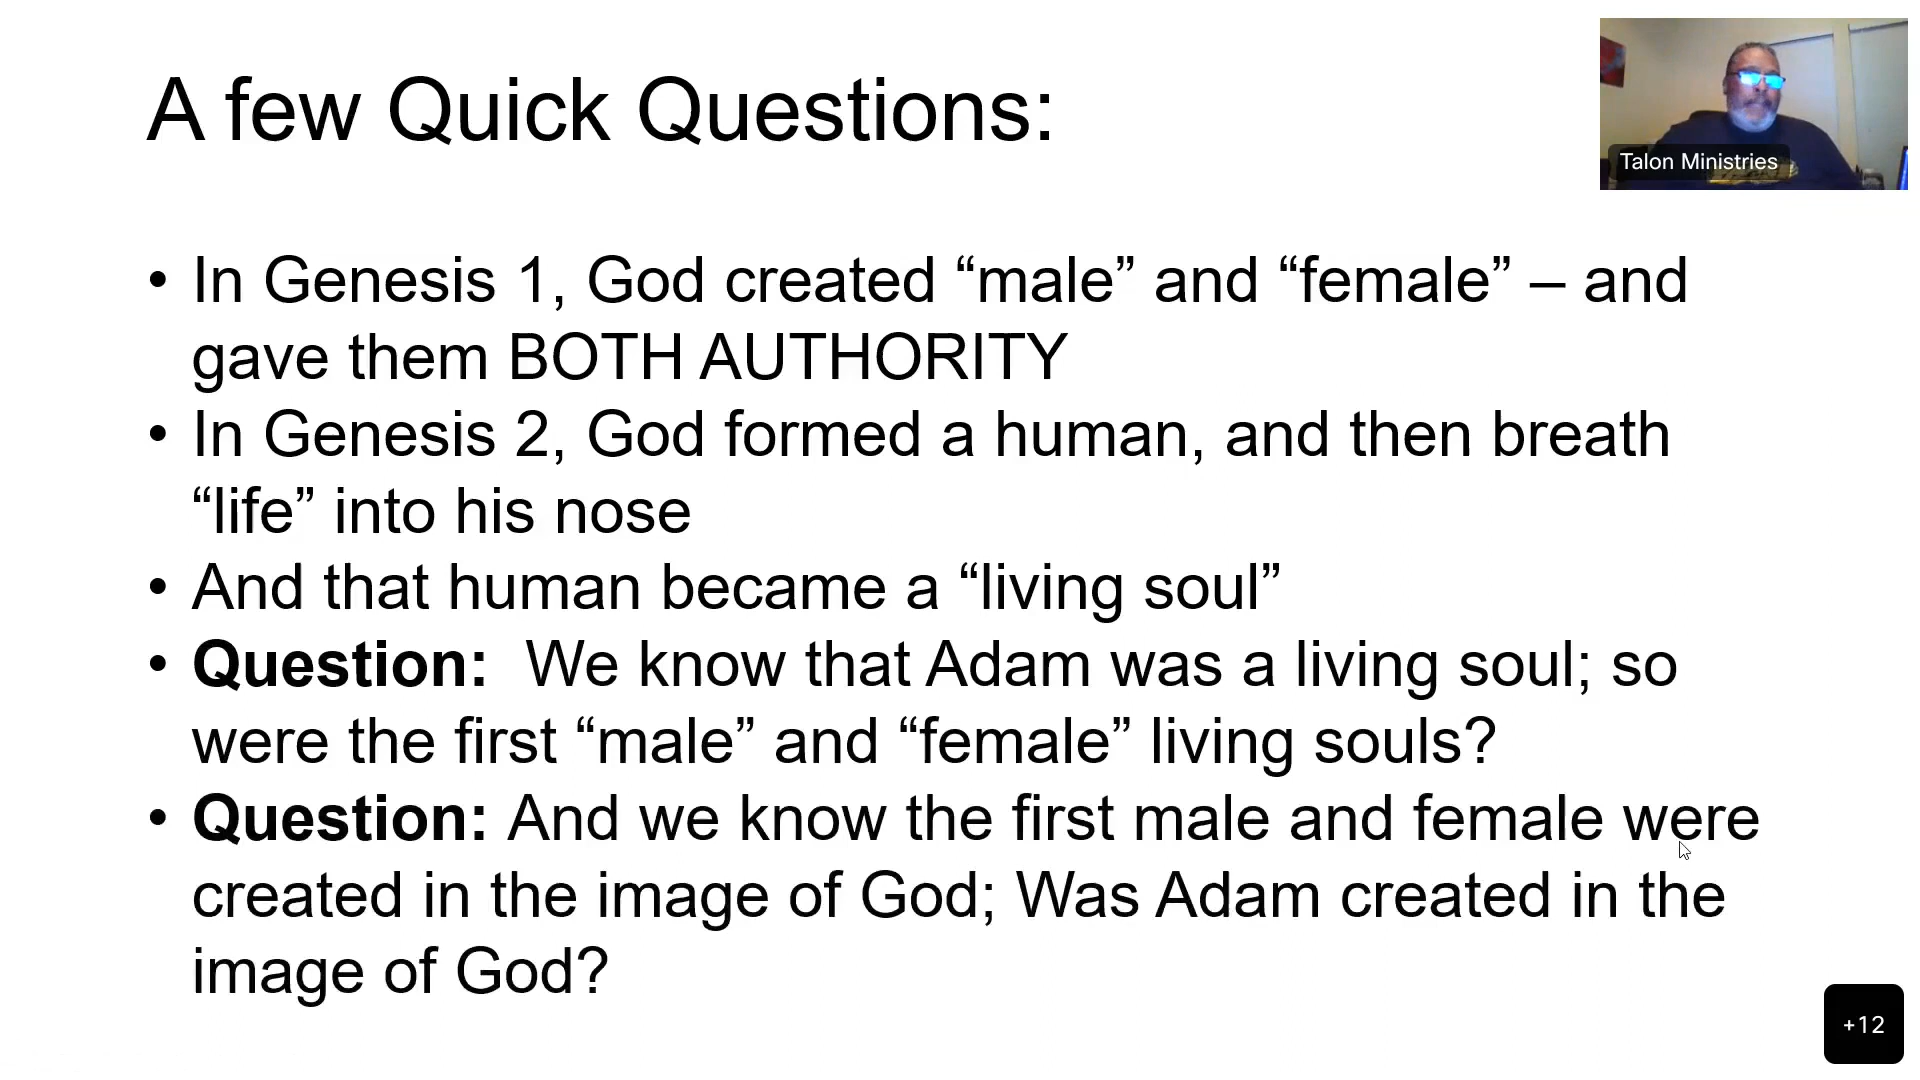 A few Quick Questions:
Talon Ministries
• In Genesis 1, God created “male” and “female” – and
gave them BOTH AUTHORITY
• In Genesis 2, God formed a human, and then breath
“life” into his nose
• And that human became a “living soul”
• Question:  We know that Adam was a living soul; so
were the first “male” and “female” living souls?
• Question: And we know the first male and female were
created in the image of God; Was Adam created in the
image of God?
+12